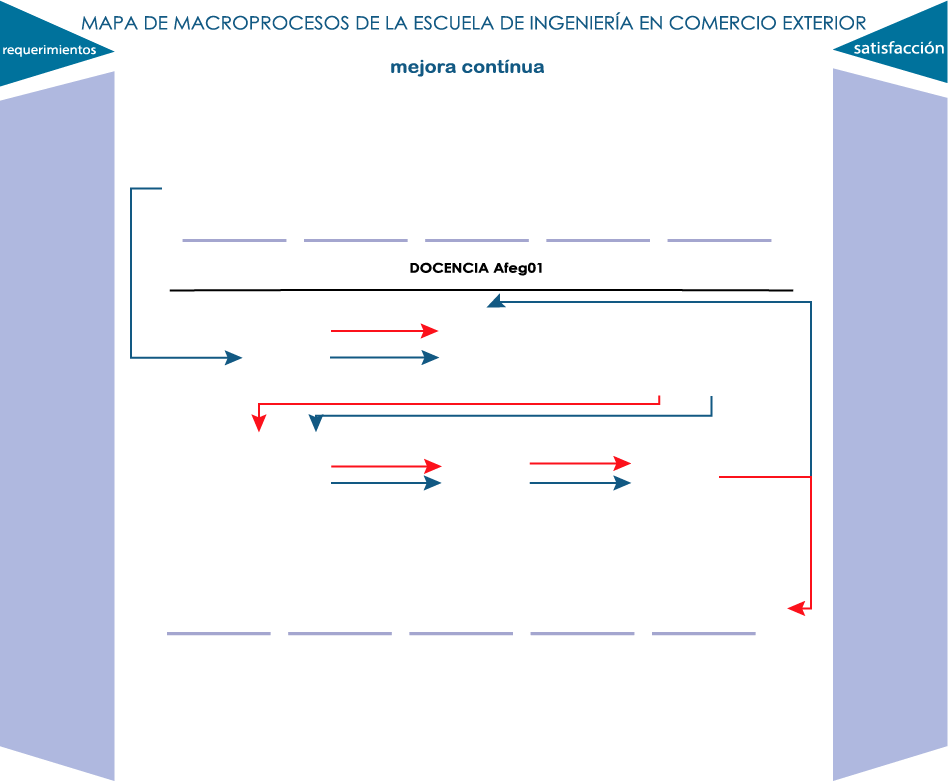 MAPA DE MACROPROCESOS DE LA ESCUELA DE INGENIERÍA EN COMERCIO EXTERIOR
requerimientos
satisfacción
mejora contínua
DOCENCIA Afeg01